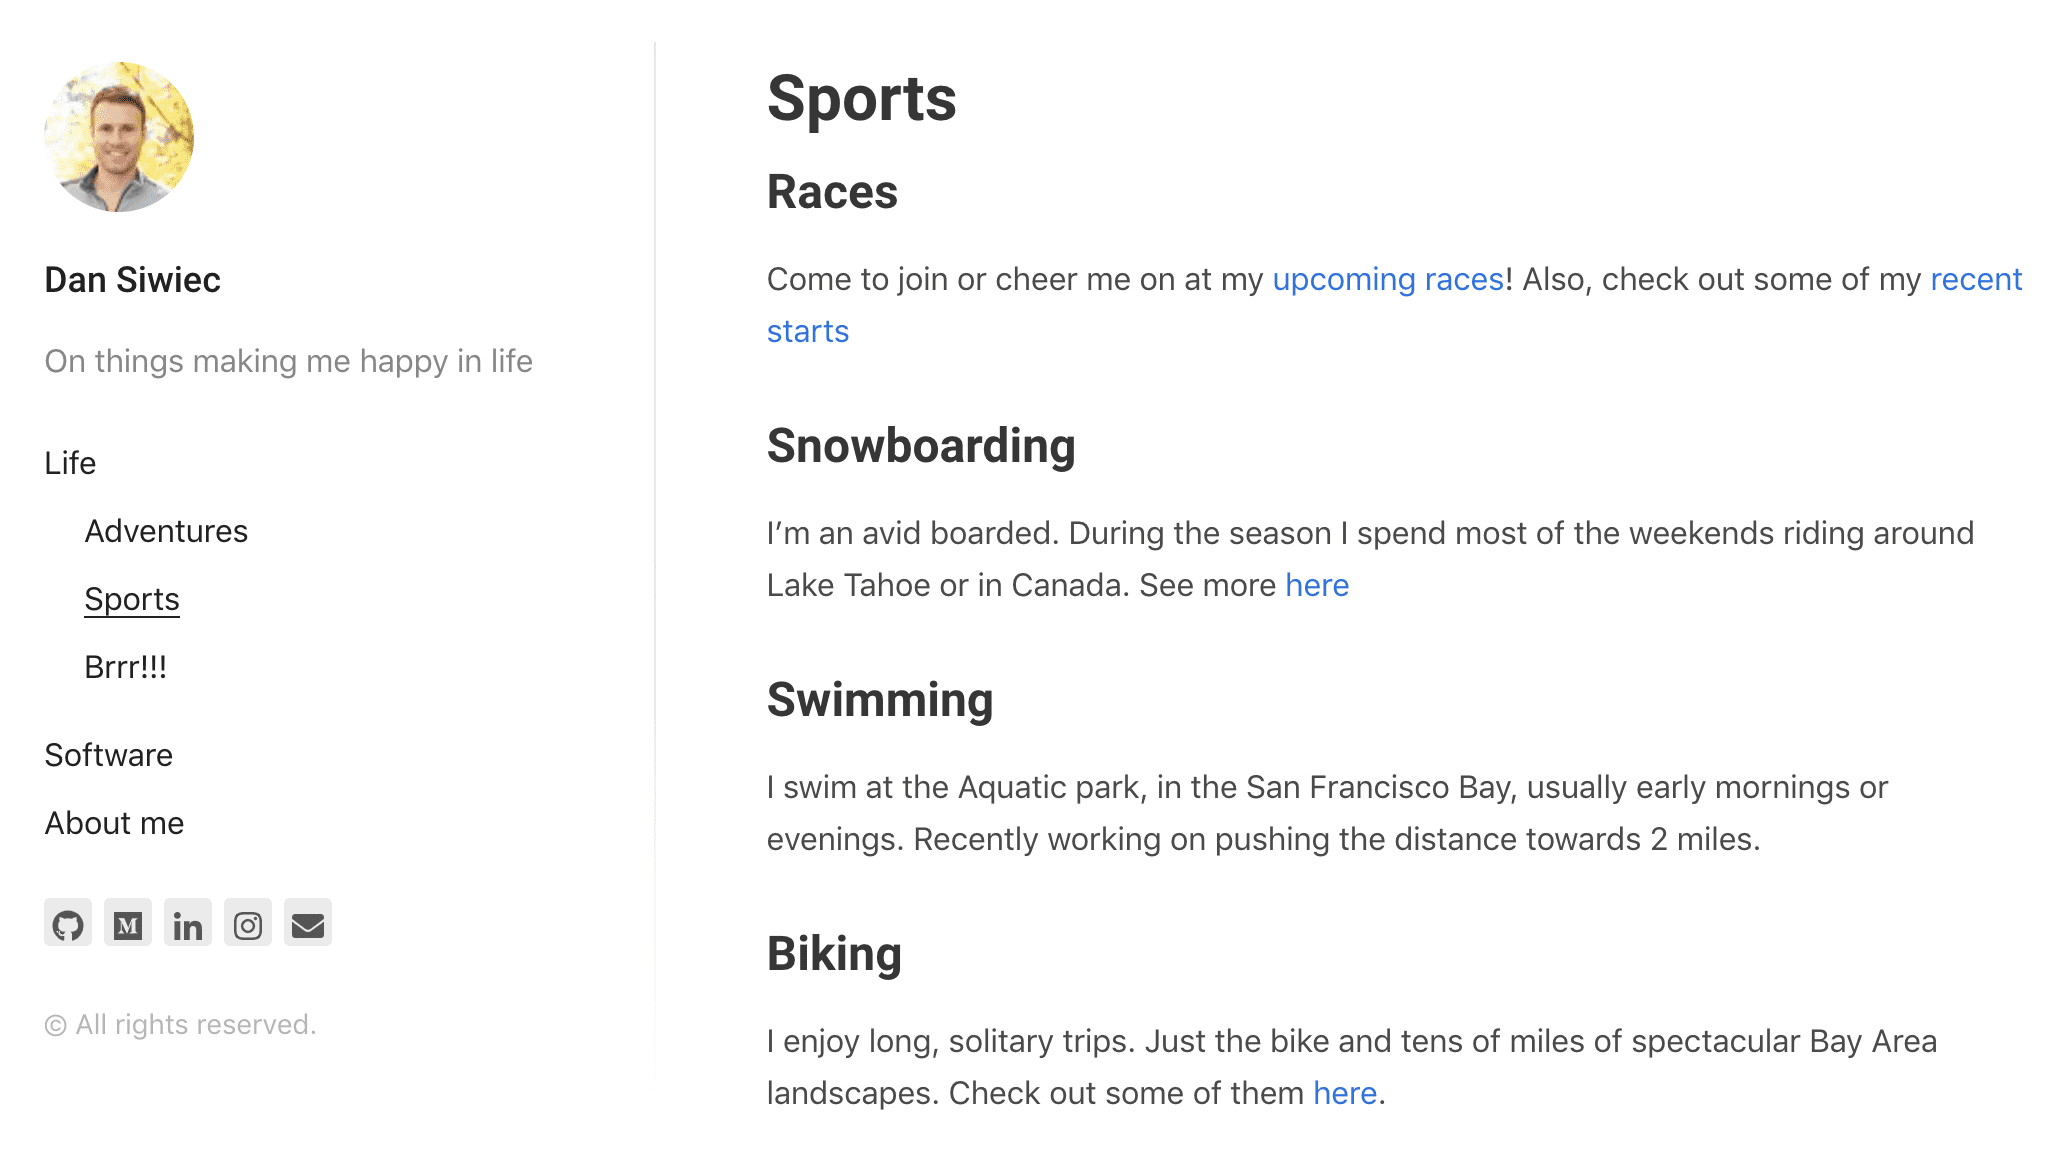 Dan Siwiec
On things making me happy in life
Life
Adventures
Sports
Brrr!!!
Software
About me
M
in
© All rights reserved.
Sports
Races
Come to join or cheer me on at my upcoming races! Also, check out some of my recent
starts
Snowboarding
I’m an avid boarded. During the season I spend most of the weekends riding around
Lake Tahoe or in Canada. See more here
Swimming
I swim at the Aquatic park, in the San Francisco Bay, usually early mornings or
evenings. Recently working on pushing the distance towards 2 miles.
Biking
I enjoy long, solitary trips. Just the bike and tens of miles of spectacular Bay Area
landscapes. Check out some of them here.